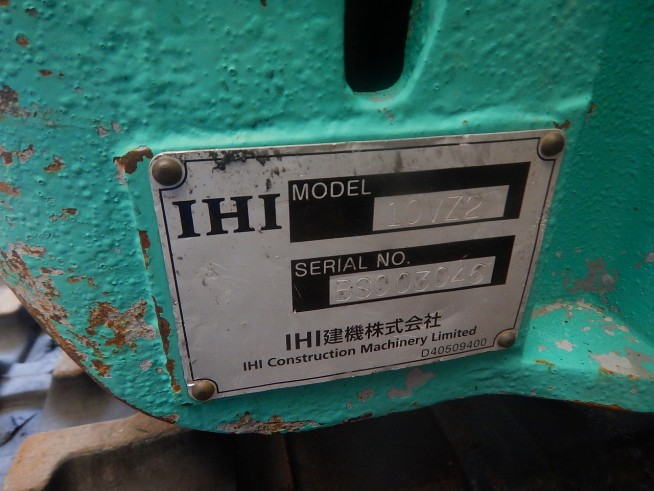 IHI
MODEL
10VZ2
SERIAL NO.
BS003046
IHI建機株式会社
IHI Construction Machinery Limited
D40509400